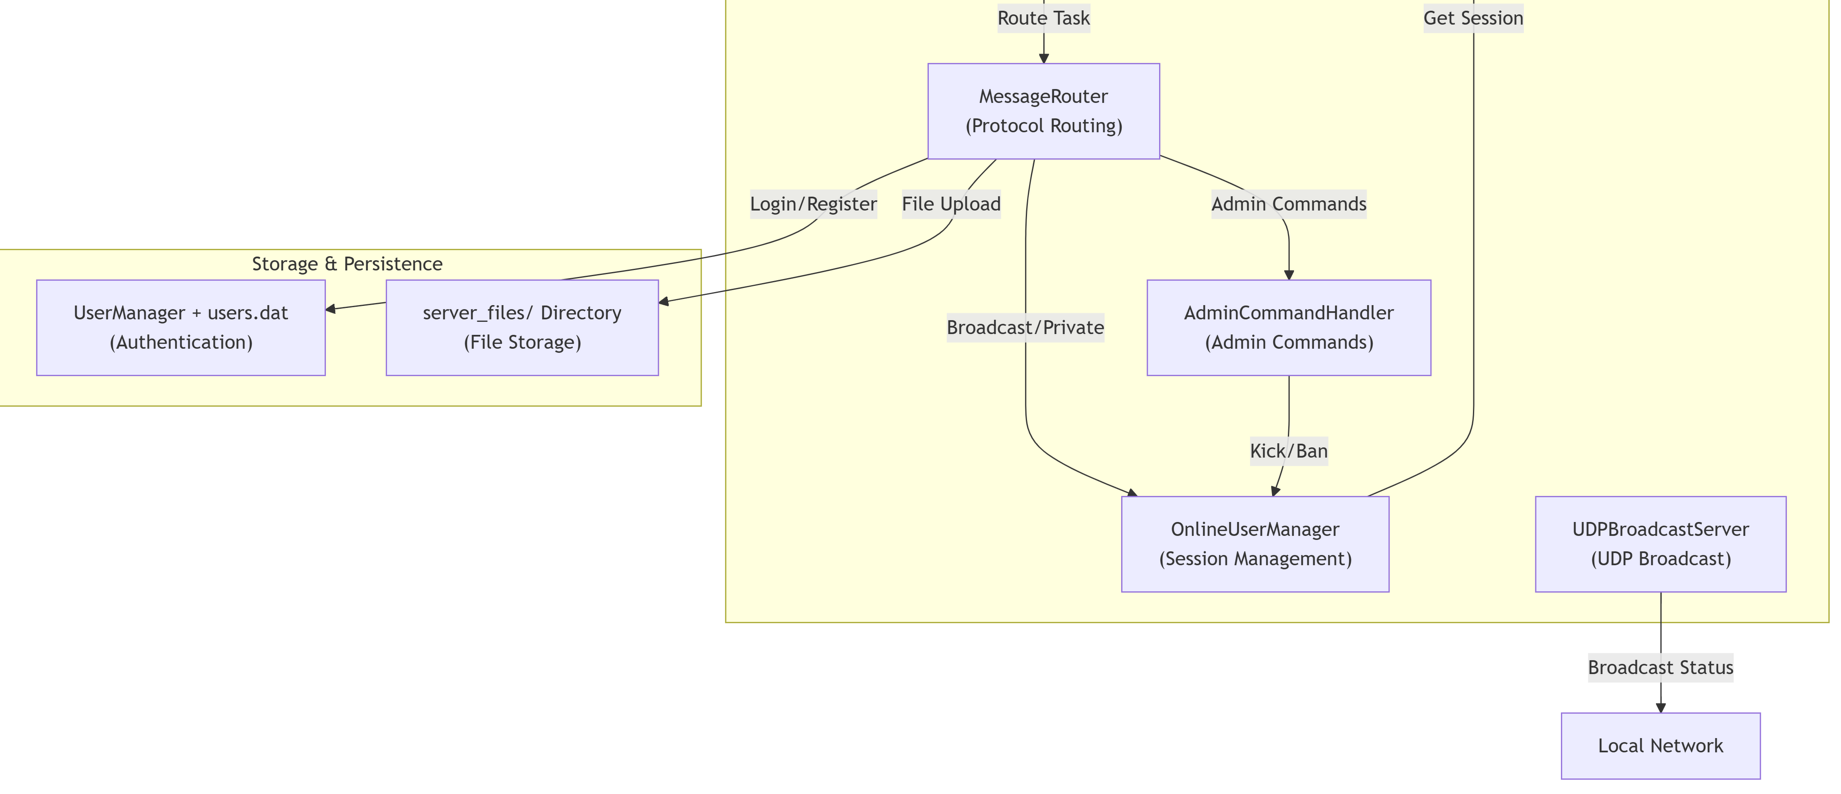 Route Task
Get Session
MessageRouter
(Protocol Routing)
Login/Register
File Upload
Admin Commands
Storage & Persistence
UserManager + users.dat
(Authentication)
server_files/ Directory
(File Storage)
Broadcast/Private
AdminCommandHandler
(Admin Commands)
Kick/Ban
OnlineUserManager
(Session Management)
UDPBroadcastServer
(UDP Broadcast)
Broadcast Status
Local Network